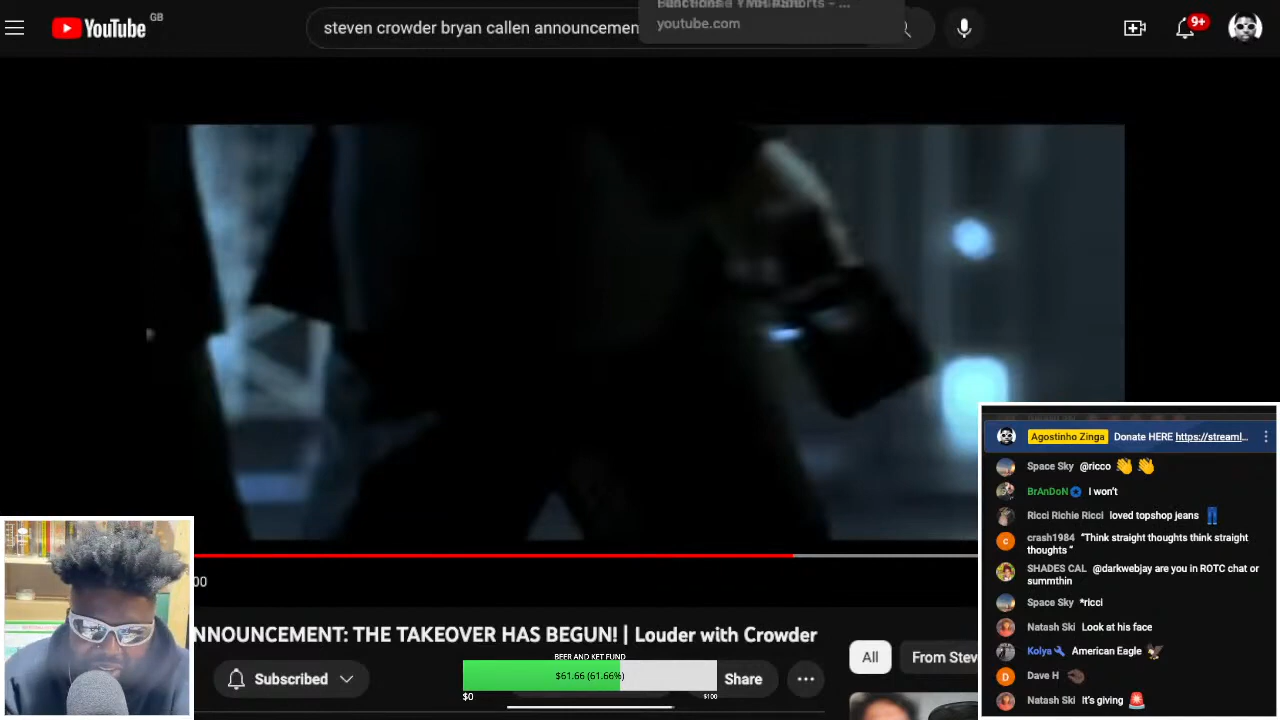 YouTube GB
steven crowder bryan callen announcemen
Functions YMH
youtube.com
9+
Agostinho Zinga Donate HERE https://streaml...
Space Sky @ricco
BrAnDoN I won't
Ricci Richie Ricci loved topshop jeans
crash1984 “Think straight thoughts think straight
thoughts “
SHADES CAL @darkwebjay are you in ROTC chat or
summthin
Space Sky *ricci
Natash Ski Look at his face
Kolya American Eagle
Dave H
Natash Ski It's giving
00
NNOUNCEMENT: THE TAKEOVER HAS BEGUN! | Louder with Crowder
BEER AND KET FUND
Subscribed
$61.66 (61.66%)
$0
$100
Share
All
From Stev